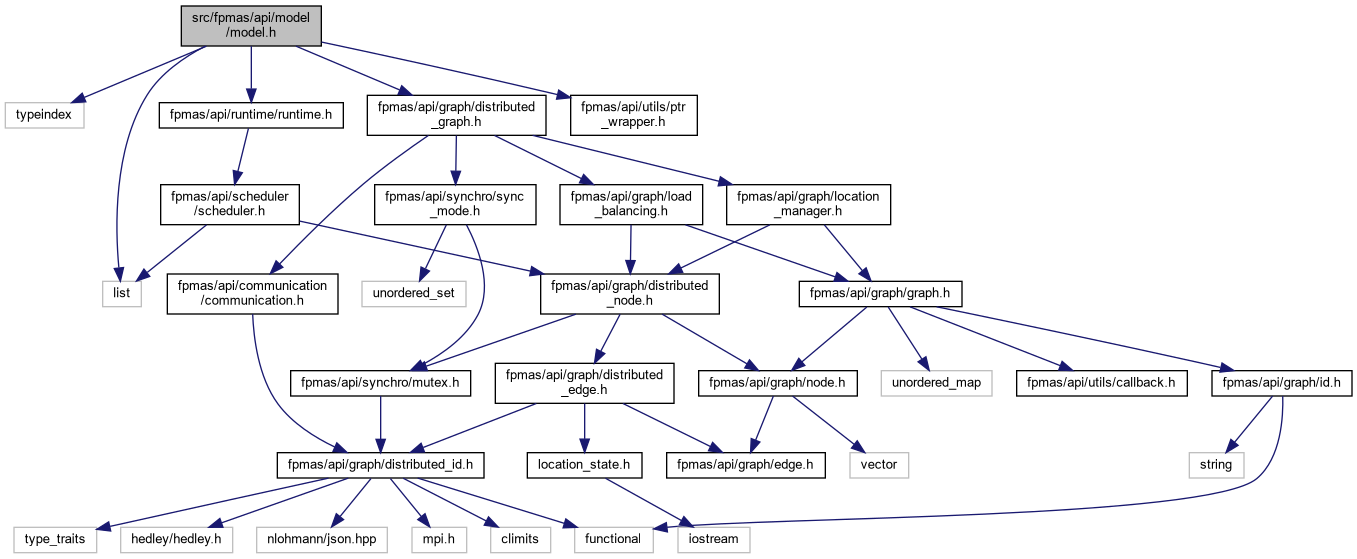 src/fpmas/api/model
/model.h
typeindex
fpmas/api/runtime/runtime.h
fpmas/api/graph/distributed
_graph.h
fpmas/api/utils/ptr
_wrapper.h
fpmas/api/scheduler
/scheduler.h
fpmas/api/synchro/sync
_mode.h
fpmas/api/graph/load
_balancing.h
fpmas/api/graph/location
_manager.h
list
fpmas/api/communication
/communication.h
unordered_set
fpmas/api/graph/distributed
_node.h
fpmas/api/graph/graph.h
fpmas/api/synchro/mutex.h
fpmas/api/graph/distributed
_edge.h
fpmas/api/graph/node.h
unordered_map
fpmas/api/utils/callback.h
fpmas/api/graph/id.h
fpmas/api/graph/distributed_id.h
location_state.h
fpmas/api/graph/edge.h
vector
string
type_traits
hedley/hedley.h
nlohmann/json.hpp
mpi.h
climits
functional
iostream